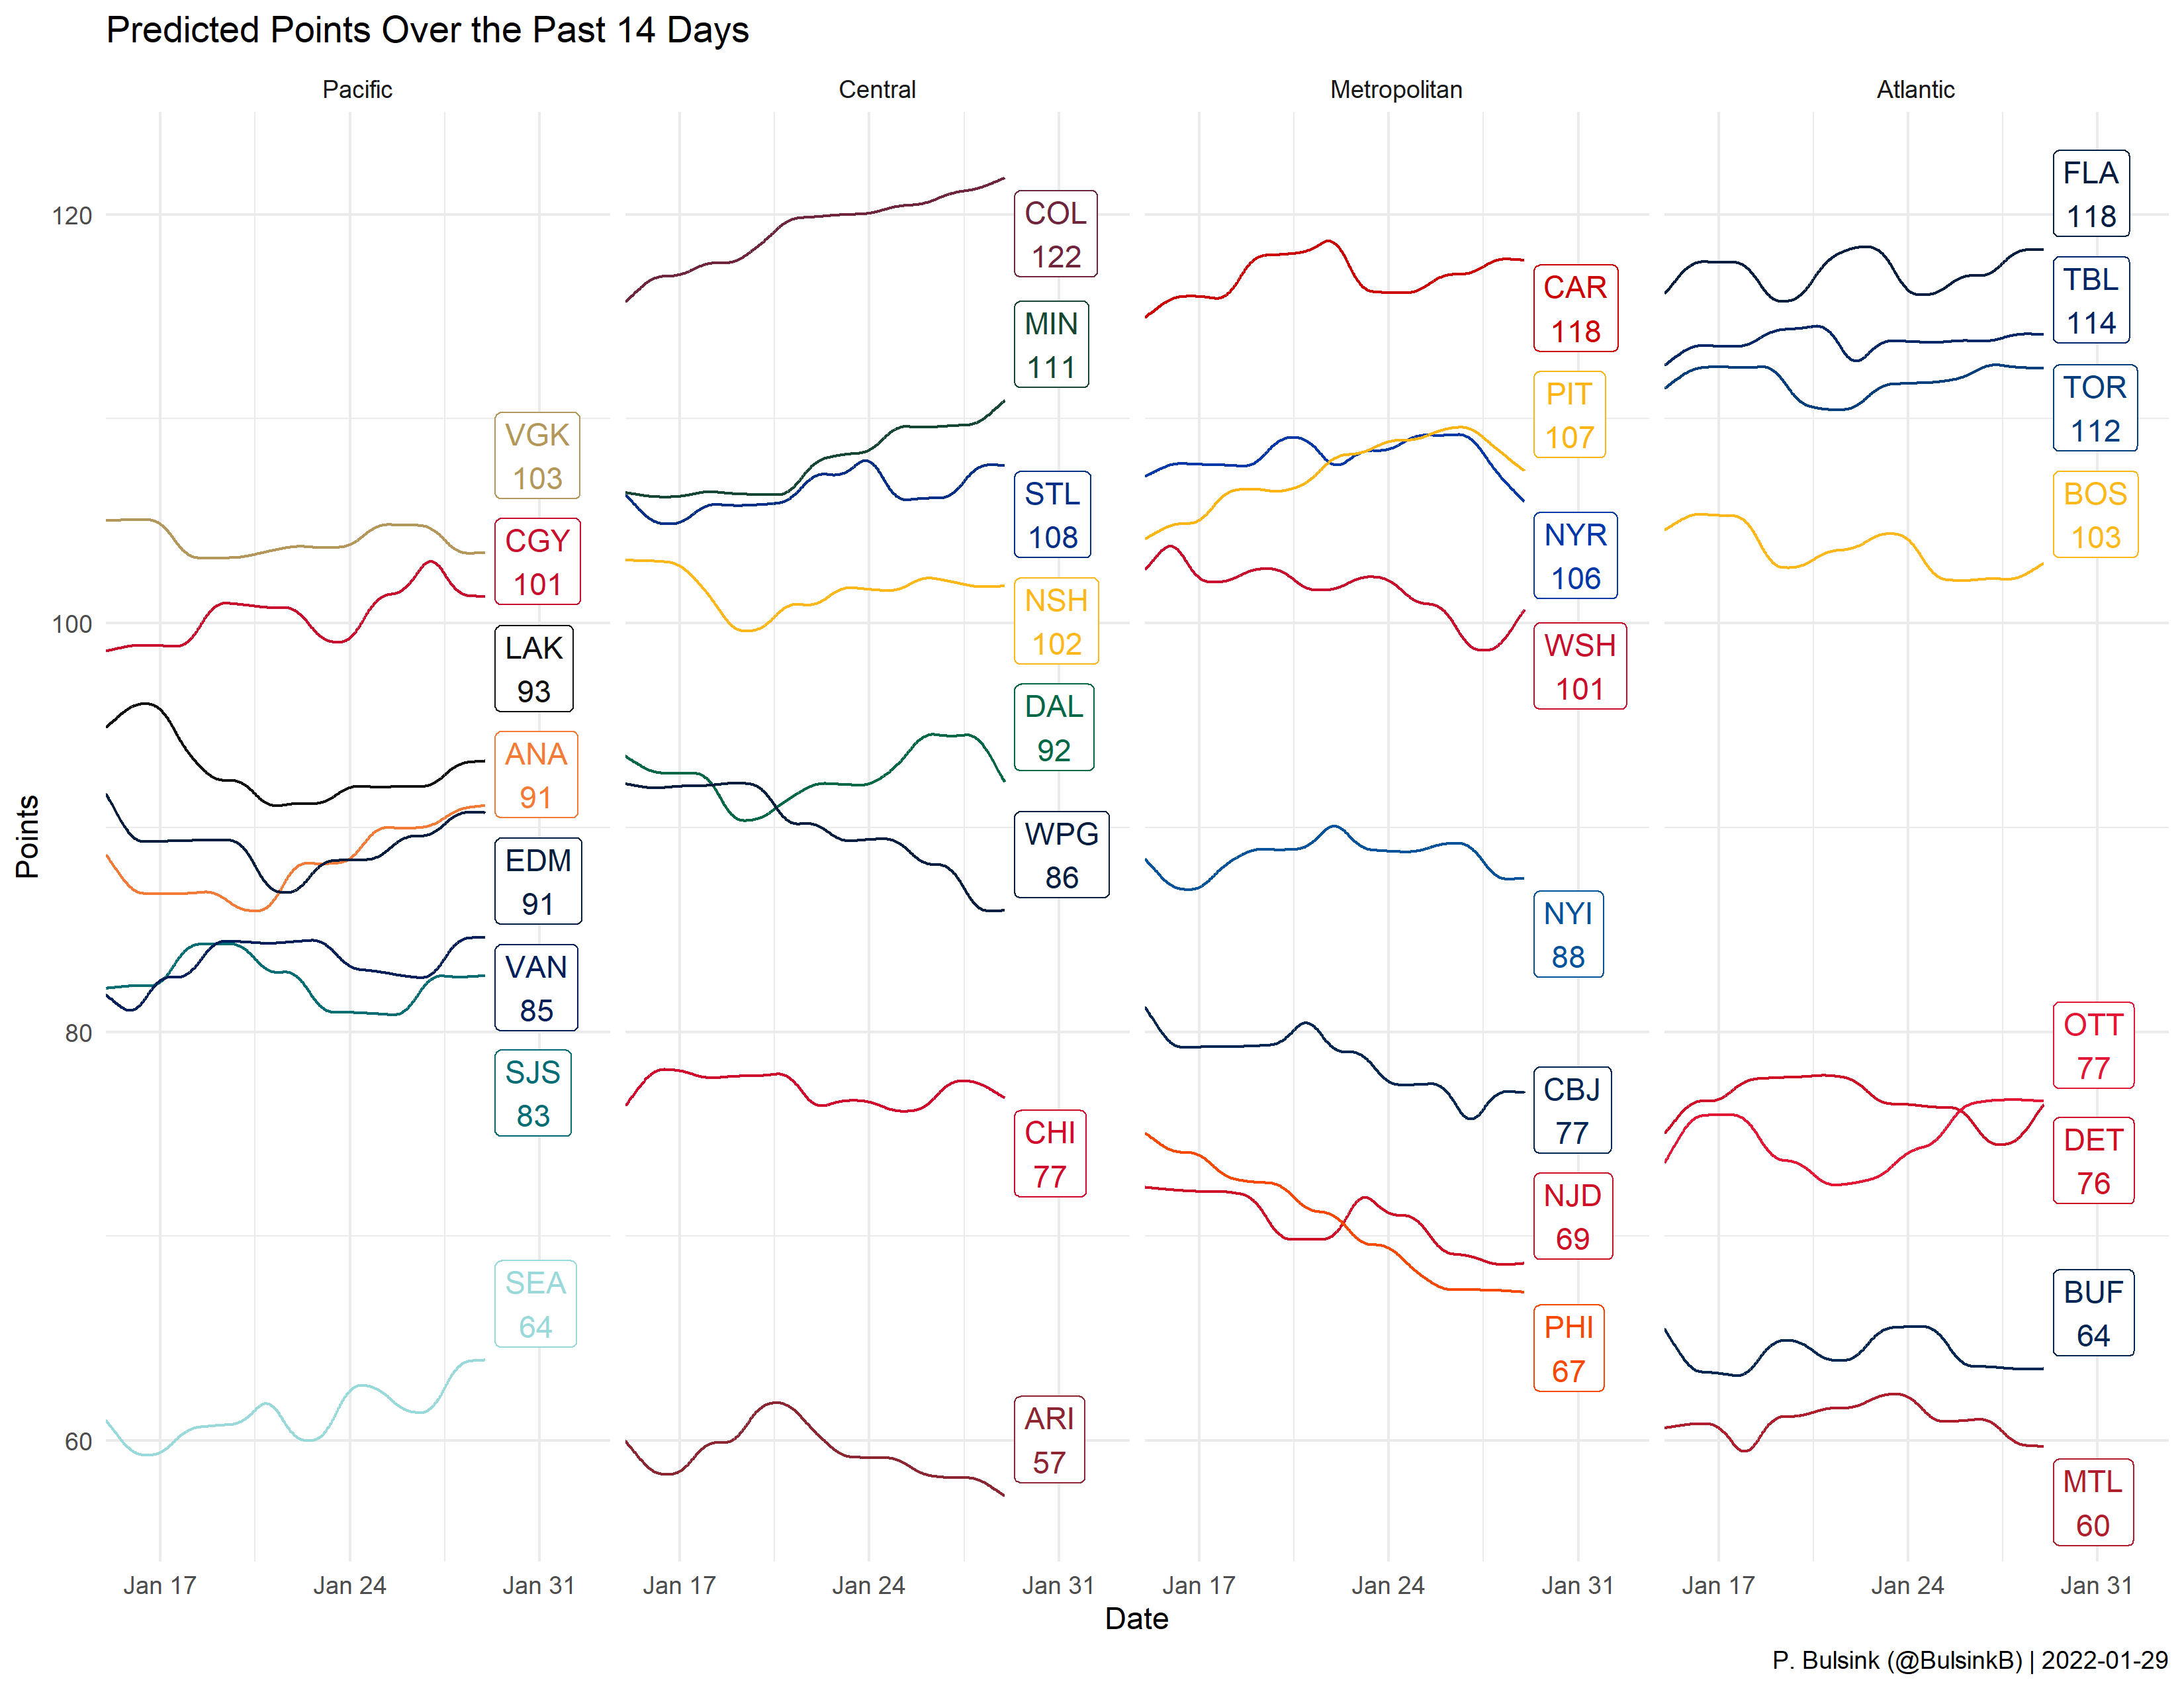 Predicted Points Over the Past 14 Days
Pacific
Central
Metropolitan
Atlantic
Points
120
100
80
60
VGK
103
CGY
101
LAK
93
ANA
91
EDM
91
VAN
85
SJS
83
SEA
64
COL
122
MIN
111
STL
108
NSH
102
DAL
92
WPG
86
CHI
77
ARI
57
CAR
118
PIT
107
NYR
106
WSH
101
NYI
88
CBJ
77
NJD
69
PHI
67
FLA
118
TBL
114
TOR
112
BOS
103
OTT
77
DET
76
BUF
64
MTL
60
Jan 17
Jan 24
Jan 31
Jan 17
Jan 24
Jan 31
Jan 17
Jan 24
Jan 31
Jan 17
Jan 24
Jan 31
Date
P. Bulsink (@BulsinkB) | 2022-01-29